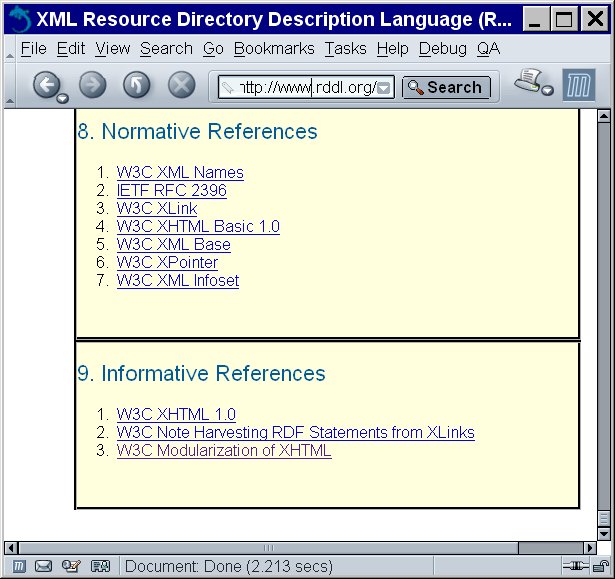 XML Resource Directory Description Language (R...
File Edit View Search Go Bookmarks Tasks Help Debug QA
http://www.rddl.org/ Search
8. Normative References
1. W3C XML Names
2. IETF RFC 2396
3. W3C XLink
4. W3C XHTML Basic 1.0
5. W3C XML Base
6. W3C XPointer
7. W3C XML Infoset
9. Informative References
1. W3C XHTML 1.0
2. W3C Note Harvesting RDF Statements from XLinks
3. W3C Modularization of XHTML
Document: Done (2.213 secs)